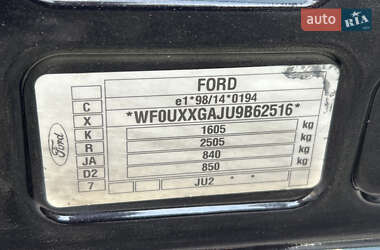 auto RIA
FORD
e1*98/14*0194
*WF0UXXGAJU9B62516*
C
X
K 1605 kg
R 2505 kg
JA 840 kg
D2 850 kg
7 JU2
Ford